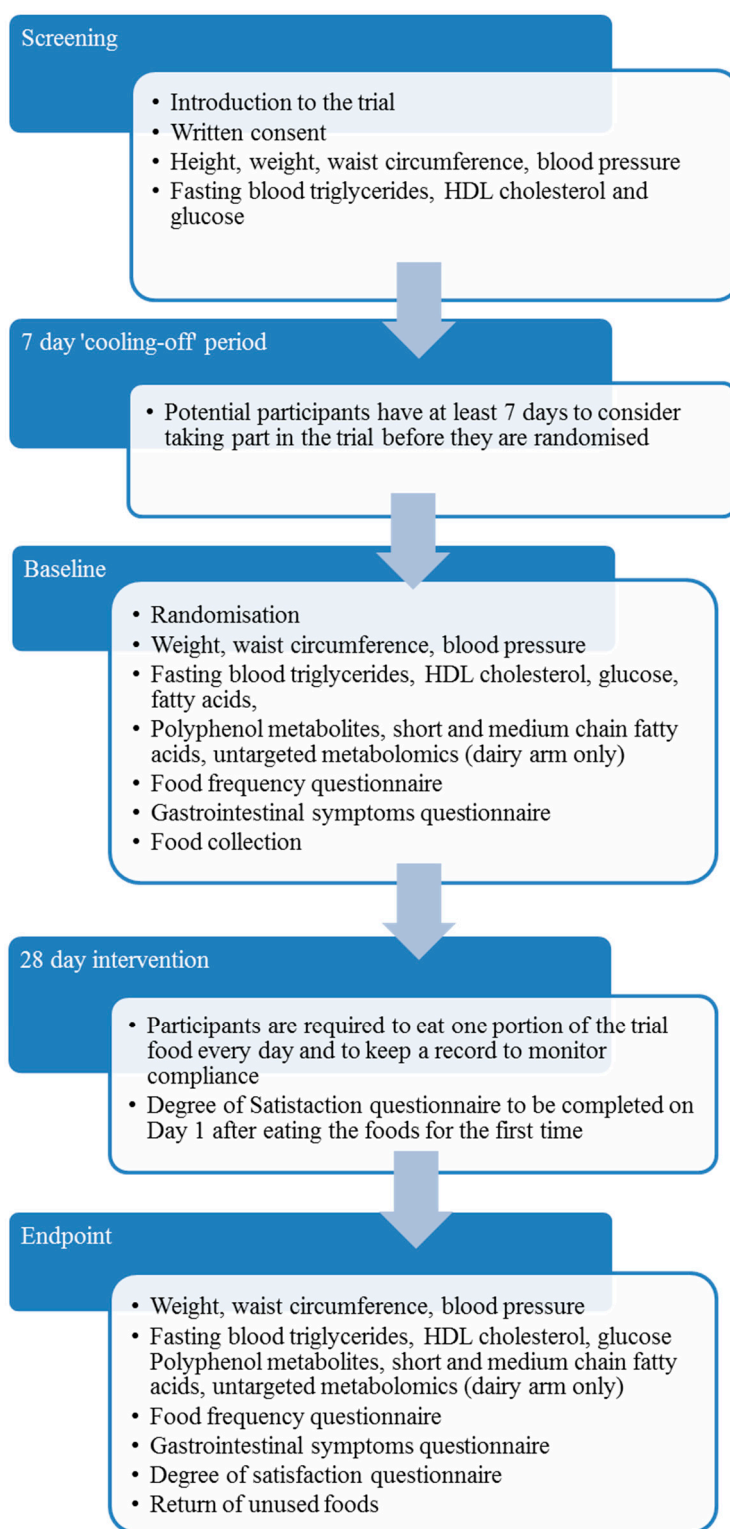 Screening
• Introduction to the trial
• Written consent
• Height, weight, waist circumference, blood pressure
• Fasting blood triglycerides, HDL cholesterol and
glucose
7 day 'cooling-off' period
• Potential participants have at least 7 days to consider
taking part in the trial before they are randomised
Baseline
• Randomisation
• Weight, waist circumference, blood pressure
• Fasting blood triglycerides, HDL cholesterol, glucose,
fatty acids,
• Polyphenol metabolites, short and medium chain fatty
acids, untargeted metabolomics (dairy arm only)
• Food frequency questionnaire
• Gastrointestinal symptoms questionnaire
• Food collection
28 day intervention
• Participants are required to eat one portion of the trial
food every day and to keep a record to monitor
compliance
• Degree of Satistaction questionnaire to be completed on
Day 1 after eating the foods for the first time
Endpoint
• Weight, waist circumference, blood pressure
• Fasting blood triglycerides, HDL cholesterol, glucose
Polyphenol metabolites, short and medium chain fatty
acids, untargeted metabolomics (dairy arm only)
• Food frequency questionnaire
• Gastrointestinal symptoms questionnaire
• Degree of satisfaction questionnaire
• Return of unused foods